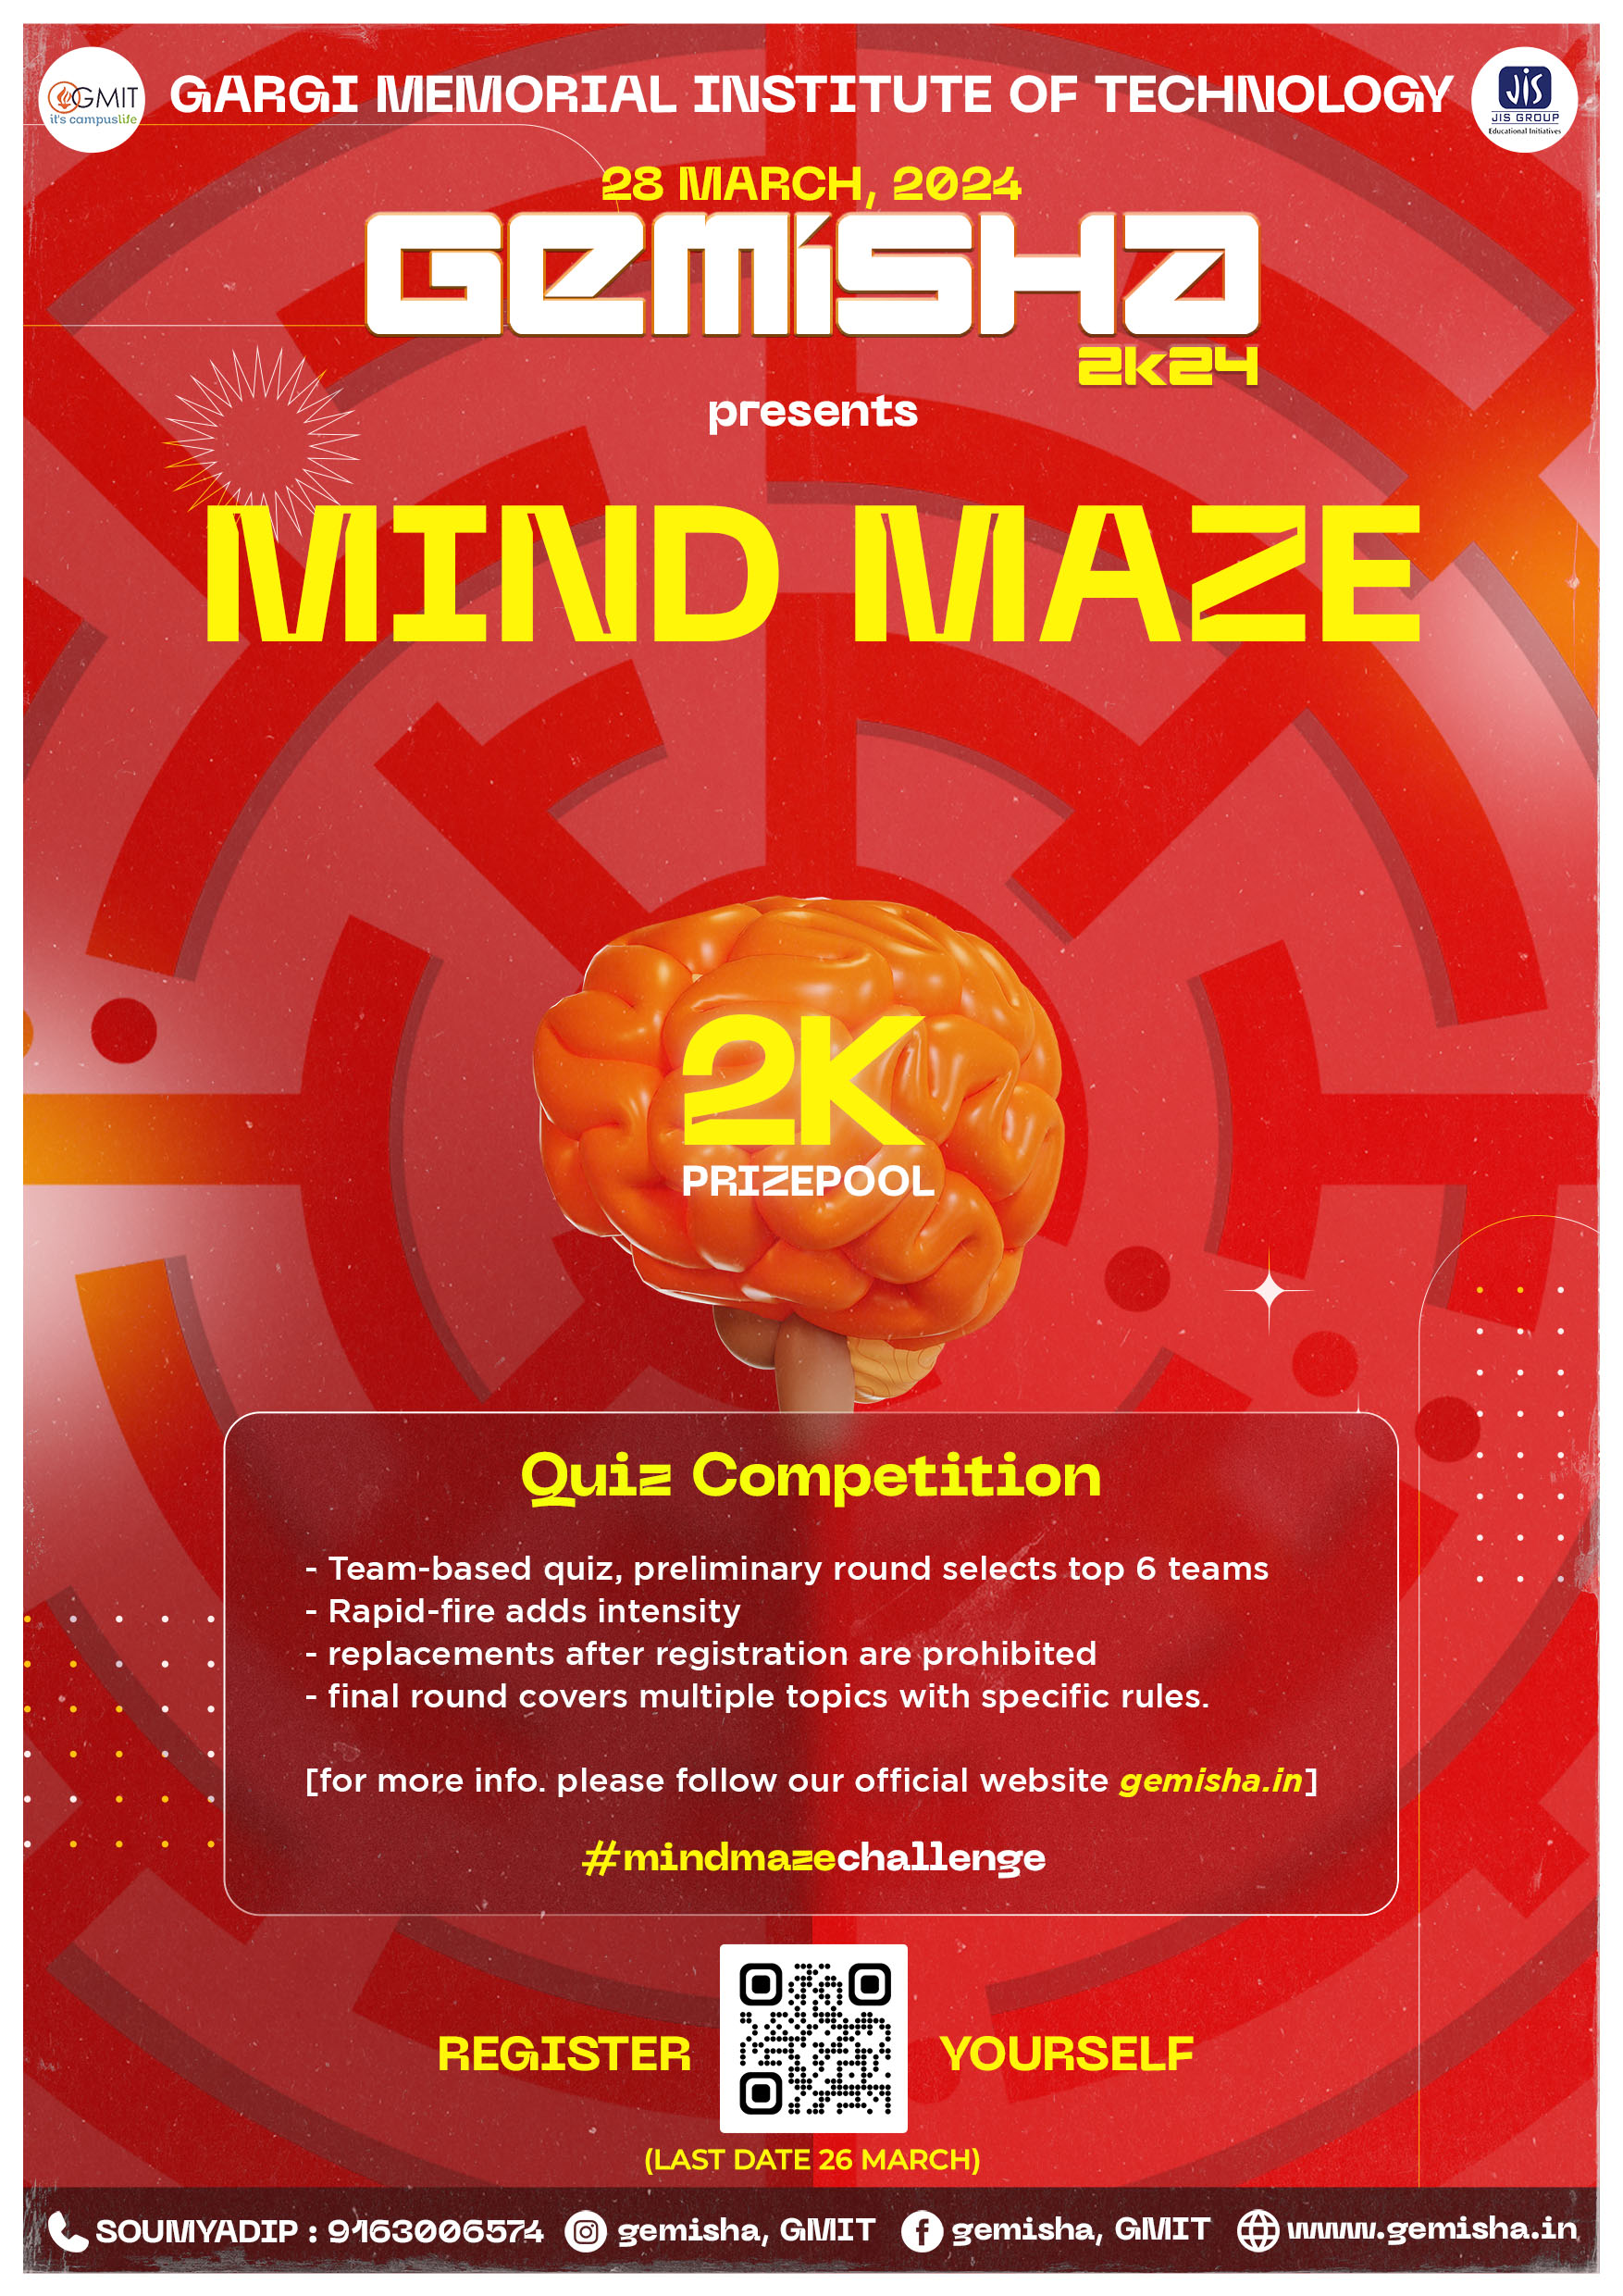 GMIT
it's campuslife
GARGI MEMORIAL INSTITUTE OF TECHNOLOGY
JIS
JIS GROUP
Educational Initiatives
28 MARCH, 2024
GEMISHA
2K24
presents
MIND MAZE
2K
PRIZEPOOL
Quiz Competition
- Team-based quiz, preliminary round selects top 6 teams
- Rapid-fire adds intensity
- replacements after registration are prohibited
- final round covers multiple topics with specific rules.
[for more info. please follow our official website gemisha.in]
#mindmazechallenge
REGISTER YOURSELF
(LAST DATE 26 MARCH)
SOUMYADIP : 9163006574 gemisha, GMIT gemisha, GMIT www.gemisha.in